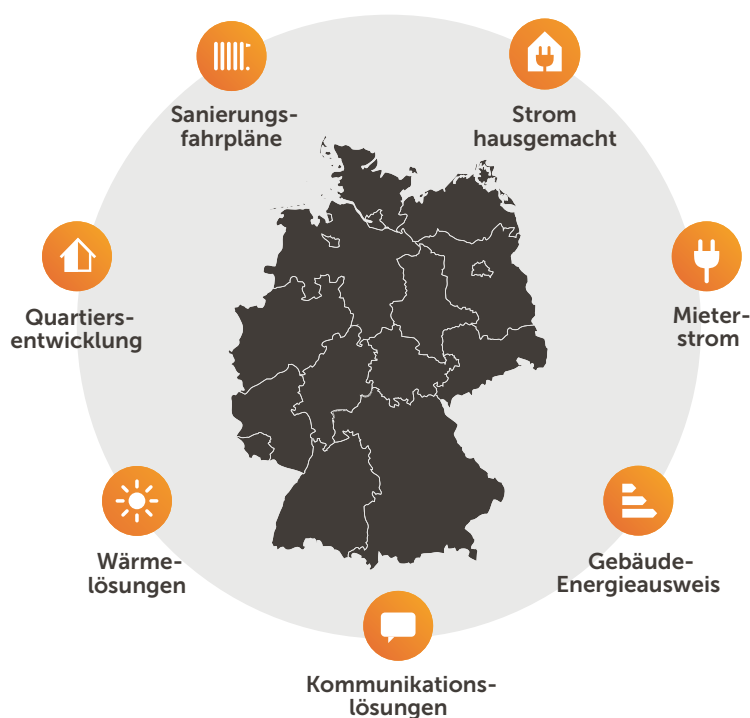 Sanierungs-
fahrpläne
Strom
hausgemacht
Quartiers-
entwicklung
Mieter-
strom
Wärme-
lösungen
Gebäude-
Energieausweis
Kommunikations-
lösungen